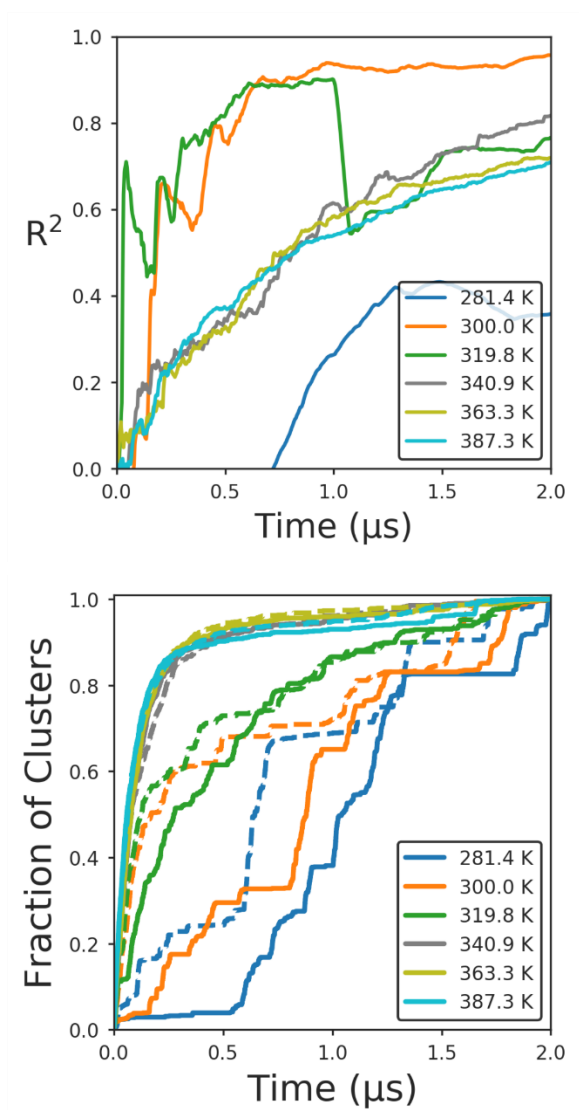 1.0
0.8
R²
0.6
0.4
0.2
0.0
281.4 K
300.0 K
319.8 K
340.9 K
363.3 K
387.3 K
0.0 0.5 1.0 1.5 2.0
Time (μs)
Fraction of Clusters
1.0
0.8
0.6
0.4
0.2
0.0
281.4 K
300.0 K
319.8 K
340.9 K
363.3 K
387.3 K
0.0 0.5 1.0 1.5 2.0
Time (μs)